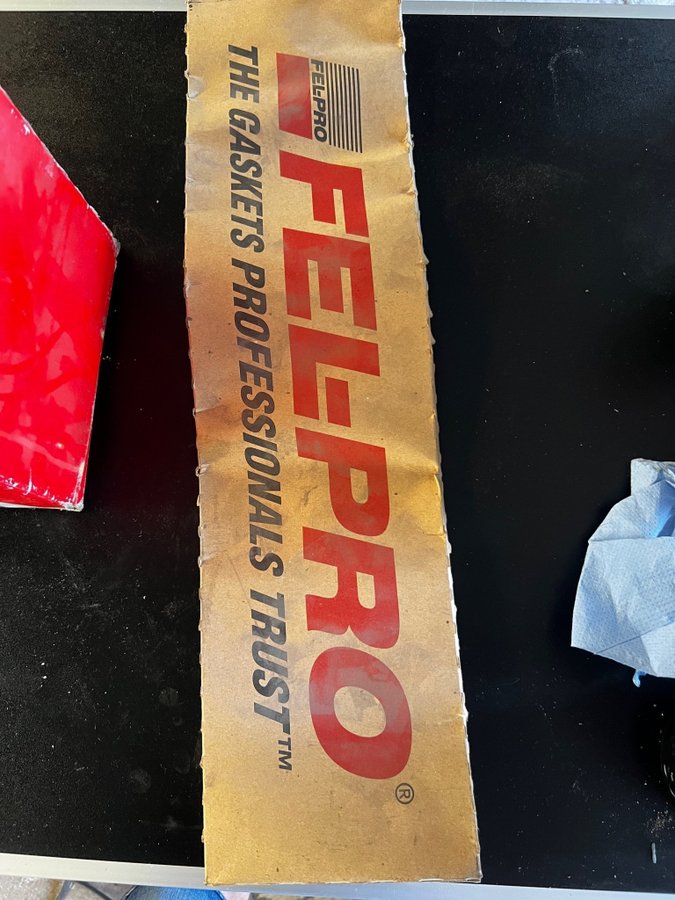 FEL-PRO
FEL-PRO®
THE GASKETS PROFESSIONALS TRUST™